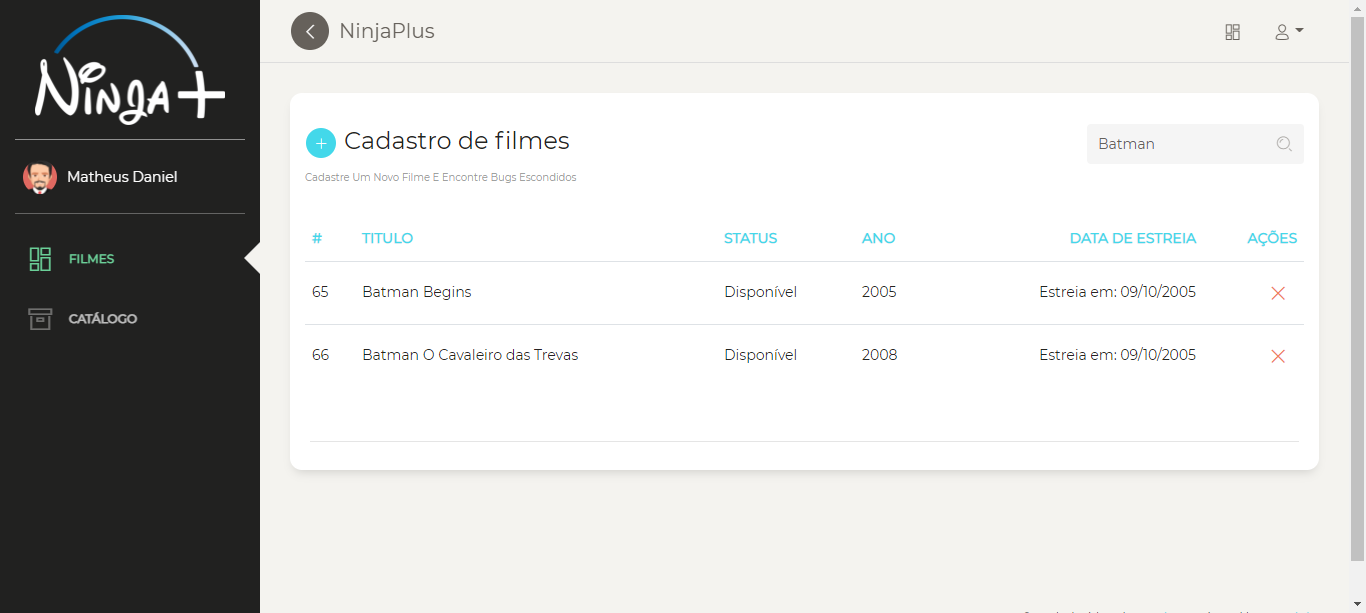 Ninja+
NinjaPlus
Matheus Daniel
FILMES
CATÁLOGO
Cadastro de filmes
Batman
Cadastre Um Novo Filme E Encontre Bugs Escondidos
# TITULO STATUS ANO DATA DE ESTREIA AÇÕES
65 Batman Begins Disponível 2005 Estreia em: 09/10/2005
66 Batman O Cavaleiro das Trevas Disponível 2008 Estreia em: 09/10/2005